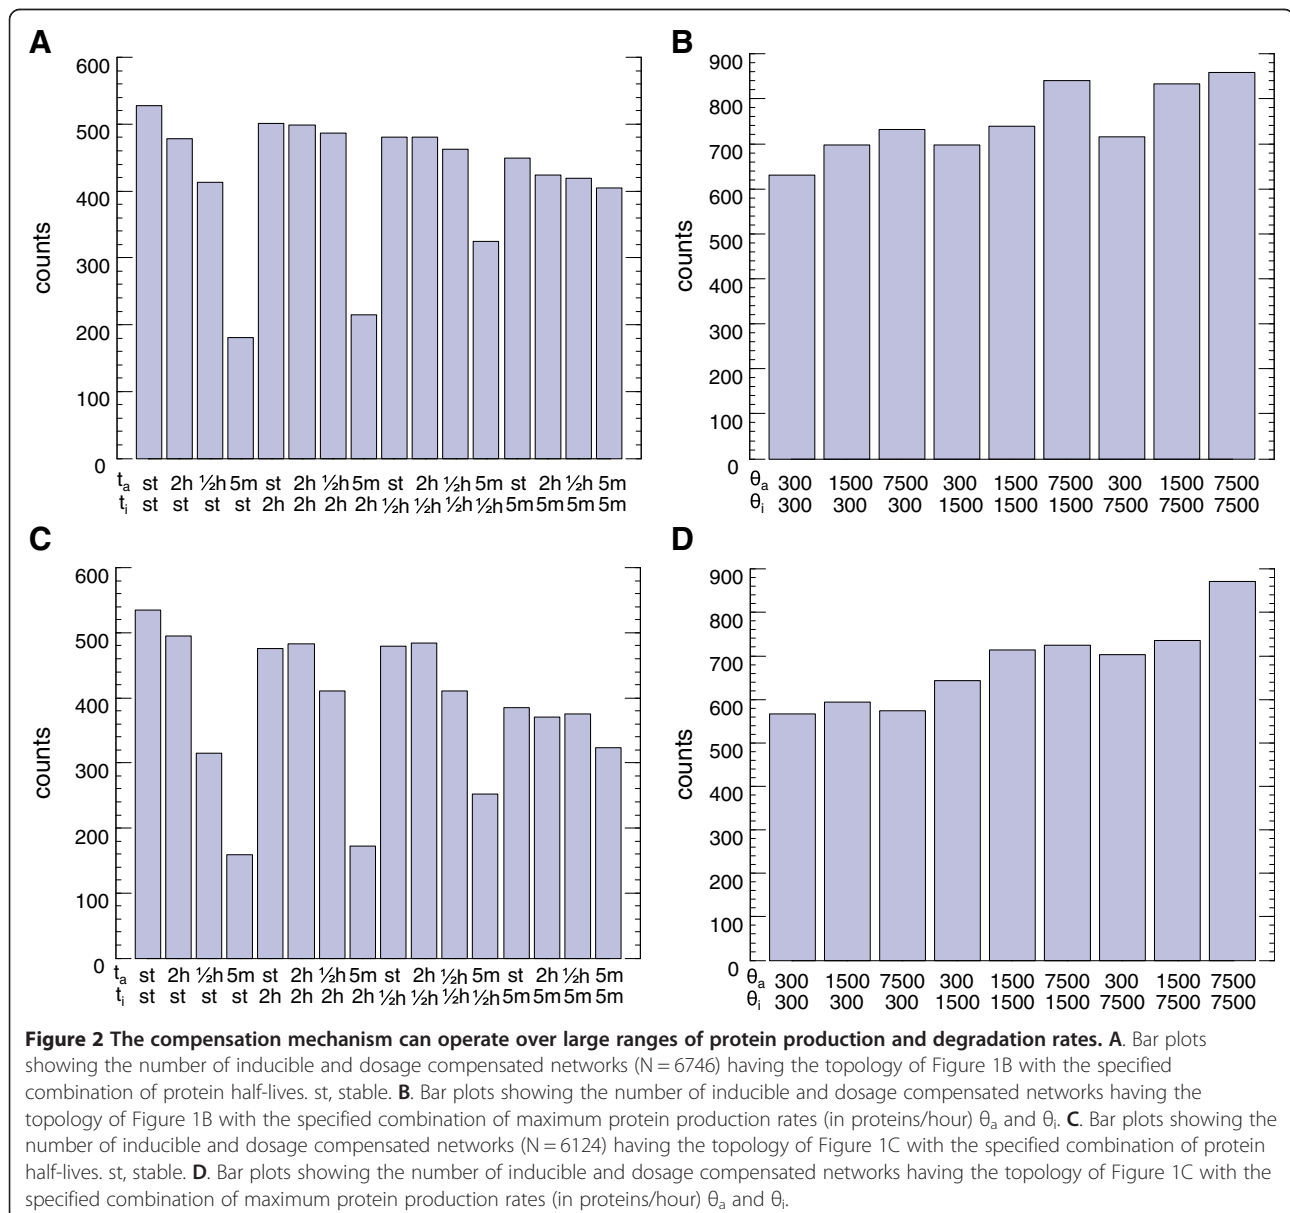 A
B
600
500
400
300
200
100
0
counts
t_a st 2h ½h 5m st 2h ½h 5m st 2h ½h 5m st 2h ½h 5m
t_i st st st st 2h 2h 2h 2h ½h ½h ½h ½h 5m 5m 5m 5m
900
800
700
600
500
400
300
200
100
0
counts
θ_a 300 1500 7500 300 1500 7500 300 1500 7500
θ_i 300 300 300 1500 1500 1500 7500 7500 7500
C
D
600
500
400
300
200
100
0
counts
t_a st 2h ½h 5m st 2h ½h 5m st 2h ½h 5m st 2h ½h 5m
t_i st st st st 2h 2h 2h 2h ½h ½h ½h ½h 5m 5m 5m 5m
900
800
700
600
500
400
300
200
100
0
counts
θ_a 300 1500 7500 300 1500 7500 300 1500 7500
θ_i 300 300 300 1500 1500 1500 7500 7500 7500
Figure 2 The compensation mechanism can operate over large ranges of protein production and degradation rates. A. Bar plots
showing the number of inducible and dosage compensated networks (N = 6746) having the topology of Figure 1B with the specified
combination of protein half-lives. st, stable. B. Bar plots showing the number of inducible and dosage compensated networks having the
topology of Figure 1B with the specified combination of maximum protein production rates (in proteins/hour) θ_a and θ_i. C. Bar plots showing the
number of inducible and dosage compensated networks (N = 6124) having the topology of Figure 1C with the specified combination of protein
half-lives. st, stable. D. Bar plots showing the number of inducible and dosage compensated networks having the topology of Figure 1C with the
specified combination of maximum protein production rates (in proteins/hour) θ_a and θ_i.